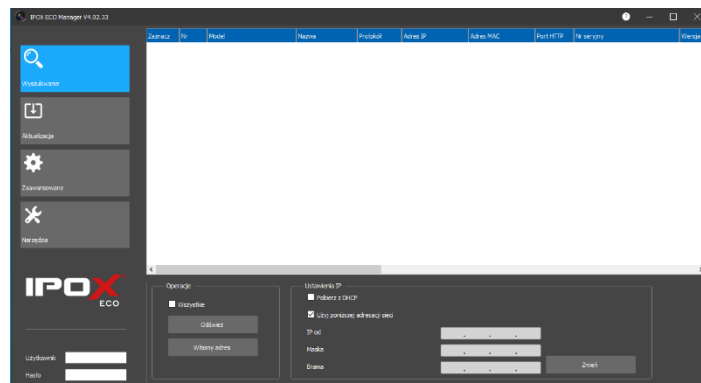 IPOX ECO Manager V4.02.33
Zaznacz Nr Model Nazwa Protokół Adres IP Adres MAC Port HTTP Nr seryjny Wersja
Wyszukiwanie
Aktualizacja
Zaawansowane
Narzędzia
IPOX
ECO
Użytkownik
Hasło
Operacje
Wszystkie
Odśwież
Własny adres
Ustawienia IP
Pobierz z DHCP
Użyj poniższej adresacji sieci
IP od
Maska
Brama
Zmień